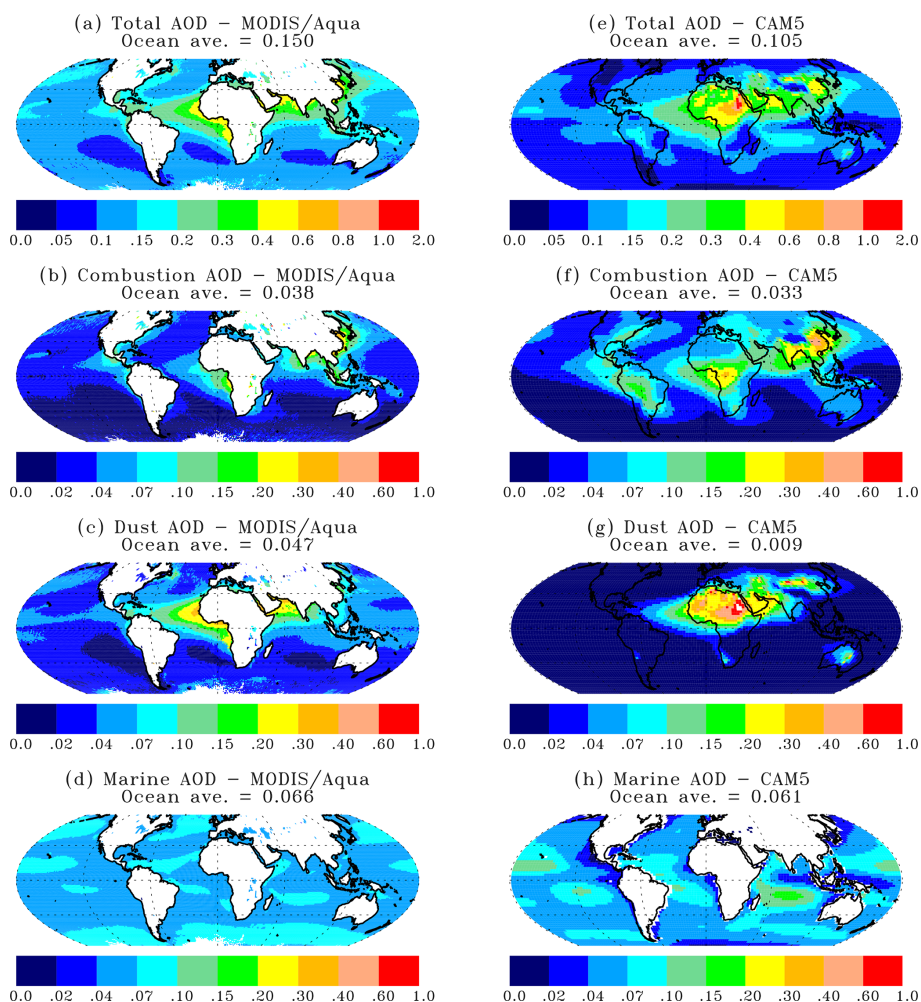 (a) Total AOD – MODIS/Aqua
Ocean ave. = 0.150
0.0 .05 0.1 .15 0.2 0.3 0.4 0.6 0.8 1.0 2.0
(e) Total AOD – CAM5
Ocean ave. = 0.105
0.0 .05 0.1 .15 0.2 0.3 0.4 0.6 0.8 1.0 2.0
(b) Combustion AOD – MODIS/Aqua
Ocean ave. = 0.038
0.0 .02 .04 .07 .10 .15 .20 .30 .40 .60 1.0
(f) Combustion AOD – CAM5
Ocean ave. = 0.033
0.0 .02 .04 .07 .10 .15 .20 .30 .40 .60 1.0
(c) Dust AOD – MODIS/Aqua
Ocean ave. = 0.047
0.0 .02 .04 .07 .10 .15 .20 .30 .40 .60 1.0
(g) Dust AOD – CAM5
Ocean ave. = 0.009
0.0 .02 .04 .07 .10 .15 .20 .30 .40 .60 1.0
(d) Marine AOD – MODIS/Aqua
Ocean ave. = 0.066
0.0 .02 .04 .07 .10 .15 .20 .30 .40 .60 1.0
(h) Marine AOD – CAM5
Ocean ave. = 0.061
0.0 .02 .04 .07 .10 .15 .20 .30 .40 .60 1.0